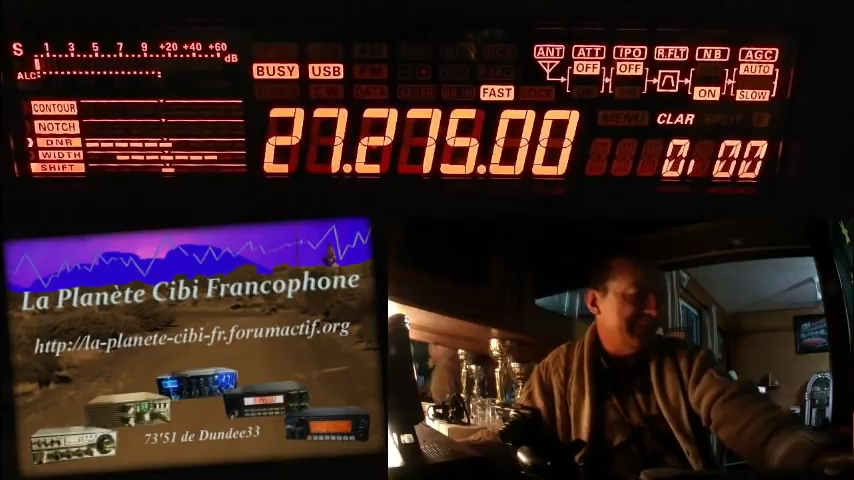 S 1 3 5 7 9 +20 +40 +60 dB
ALC
BUSY USB
FAST
ANT ATT IPO R.FLT NB AGC
OFF OFF AUTO
ON SLOW
CONTOUR
NOTCH
DNR
WIDTH
SHIFT
27.275.00
MENU CLAR SPLIT
0.00
La Planète Cibi Francophone
http://la-planete-cibi-fr.forumactif.org
73'51 de Dundee33